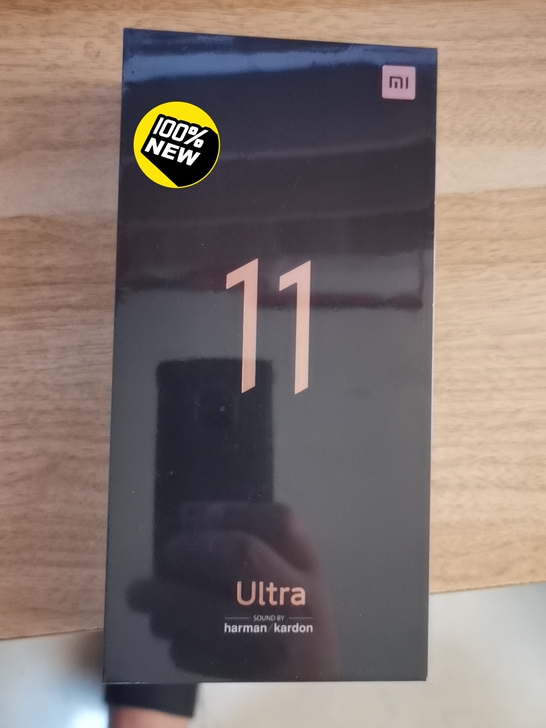 mi
100%
NEW
11
Ultra
SOUND BY
harman / kardon